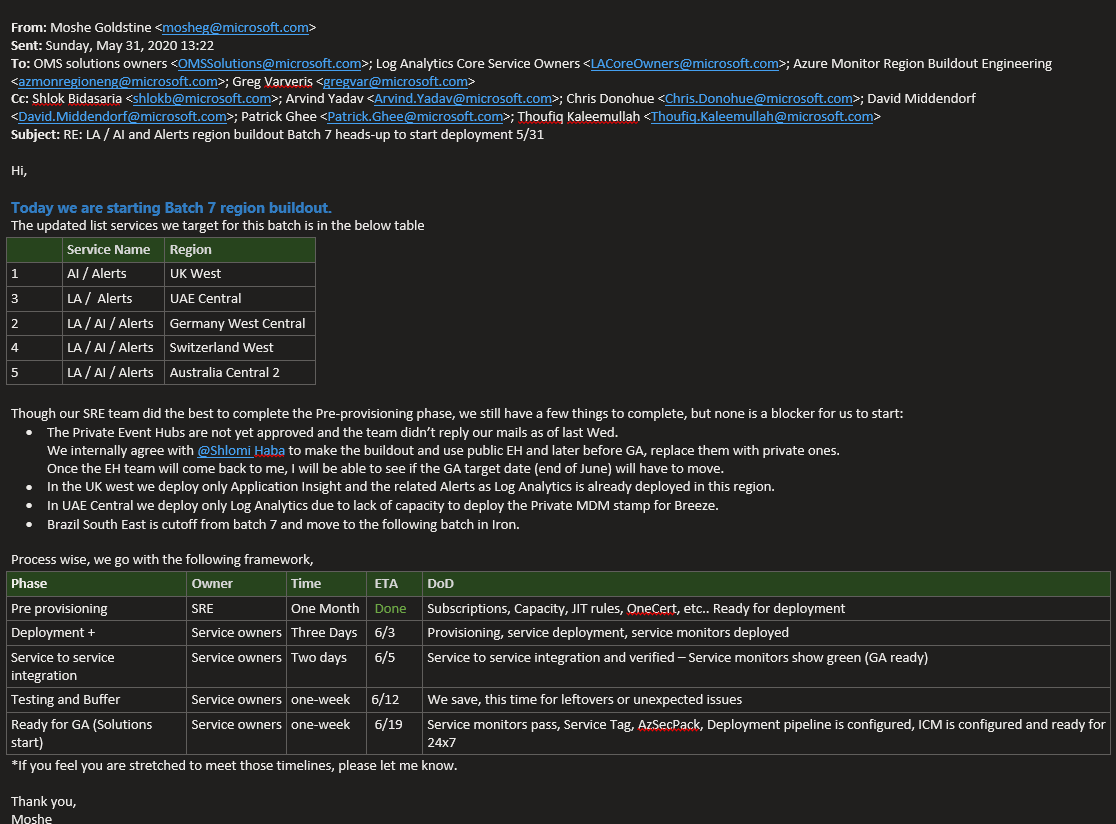 From: Moshe Goldstine <mosheg@microsoft.com>
Sent: Sunday, May 31, 2020 13:22
To: OMS solutions owners <OMSSolutions@microsoft.com>; Log Analytics Core Service Owners <LACoreOwners@microsoft.com>; Azure Monitor Region Buildout Engineering
<azmonregioneng@microsoft.com>; Greg Varveris <gregvar@microsoft.com>
Cc: Shlok Bidasaria <shlokb@microsoft.com>; Arvind Yadav <Arvind.Yadav@microsoft.com>; Chris Donohue <Chris.Donohue@microsoft.com>; David Middendorf
<David.Middendorf@microsoft.com>; Patrick Ghee <Patrick.Ghee@microsoft.com>; Thoufiq Kaleemullah <Thoufiq.Kaleemullah@microsoft.com>
Subject: RE: LA / AI and Alerts region buildout Batch 7 heads-up to start deployment 5/31
Hi,
Today we are starting Batch 7 region buildout.
The updated list services we target for this batch is in the below table
Service Name Region
1 AI / Alerts UK West
3 LA / Alerts UAE Central
2 LA / AI / Alerts Germany West Central
4 LA / AI / Alerts Switzerland West
5 LA / AI / Alerts Australia Central 2
Though our SRE team did the best to complete the Pre-provisioning phase, we still have a few things to complete, but none is a blocker for us to start:
• The Private Event Hubs are not yet approved and the team didn't reply our mails as of last Wed.
We internally agree with @Shlomi Haba to make the buildout and use public EH and later before GA, replace them with private ones.
Once the EH team will come back to me, I will be able to see if the GA target date (end of June) will have to move.
• In the UK west we deploy only Application Insight and the related Alerts as Log Analytics is already deployed in this region.
• In UAE Central we deploy only Log Analytics due to lack of capacity to deploy the Private MDM stamp for Breeze.
• Brazil South East is cutoff from batch 7 and move to the following batch in Iron.
Process wise, we go with the following framework,
Phase Owner Time ETA DoD
Pre provisioning SRE One Month Done Subscriptions, Capacity, JIT rules, OneCert, etc.. Ready for deployment
Deployment + Service owners Three Days 6/3 Provisioning, service deployment, service monitors deployed
Service to service Service owners Two days 6/5 Service to service integration and verified – Service monitors show green (GA ready)
integration
Testing and Buffer Service owners one-week 6/12 We save, this time for leftovers or unexpected issues
Ready for GA (Solutions Service owners one-week 6/19 Service monitors pass, Service Tag, AzSecPack, Deployment pipeline is configured, ICM is configured and ready for
start) 24x7
*If you feel you are stretched to meet those timelines, please let me know.
Thank you,
Moshe